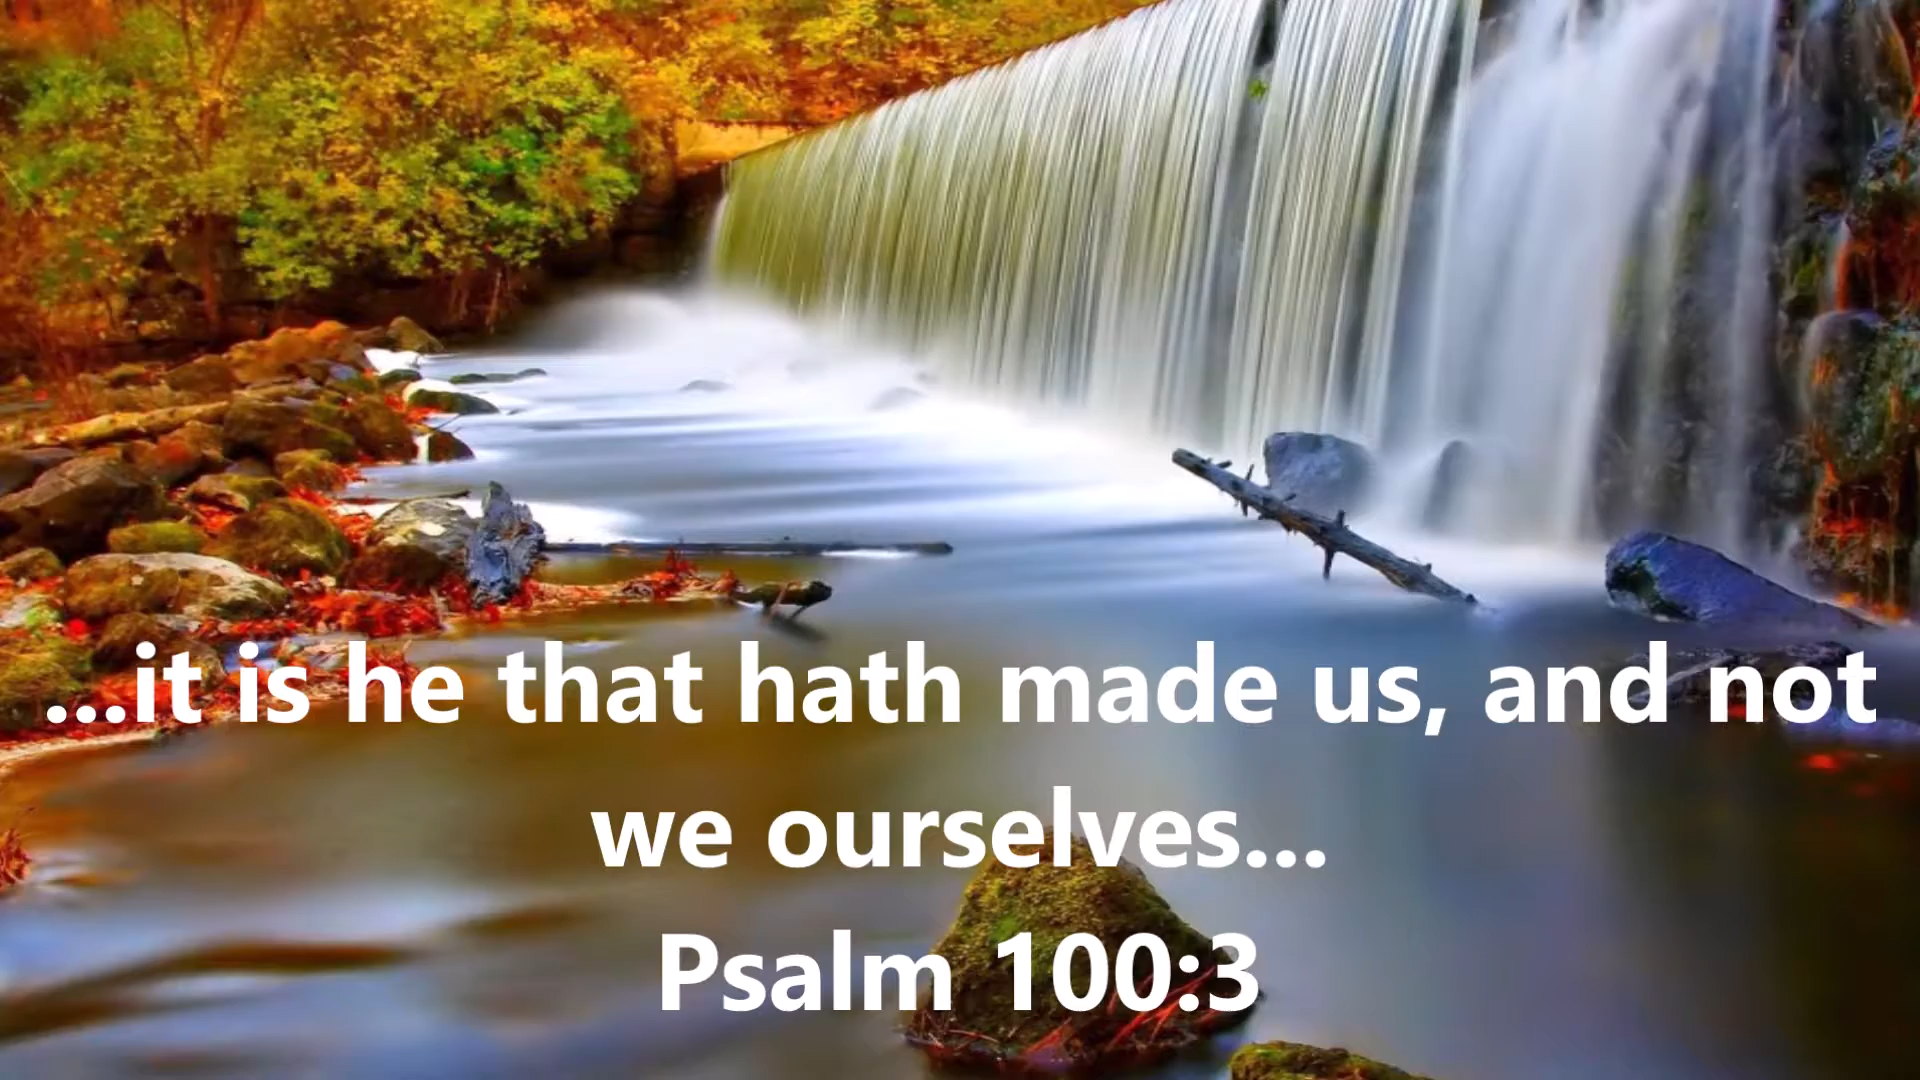 ...it is he that hath made us, and not
we ourselves...
Psalm 100:3